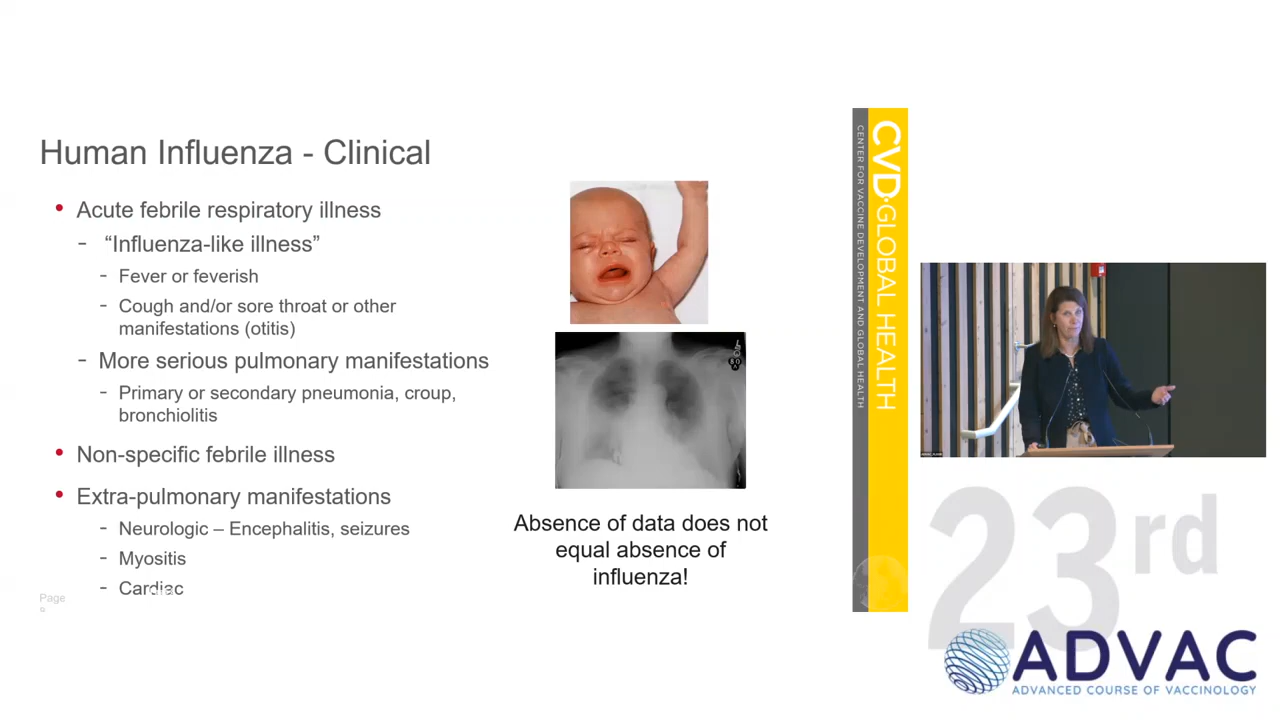 Human Influenza - Clinical
• Acute febrile respiratory illness
- “Influenza-like illness”
- Fever or feverish
- Cough and/or sore throat or other
manifestations (otitis)
- More serious pulmonary manifestations
- Primary or secondary pneumonia, croup,
bronchiolitis
• Non-specific febrile illness
• Extra-pulmonary manifestations
- Neurologic – Encephalitis, seizures
- Myositis
- Cardiac
Page
Absence of data does not
equal absence of
influenza!
CVD·GLOBAL HEALTH
CENTER FOR VACCINE DEVELOPMENT AND GLOBAL HEALTH
23rd
ADVAC
ADVANCED COURSE OF VACCINOLOGY